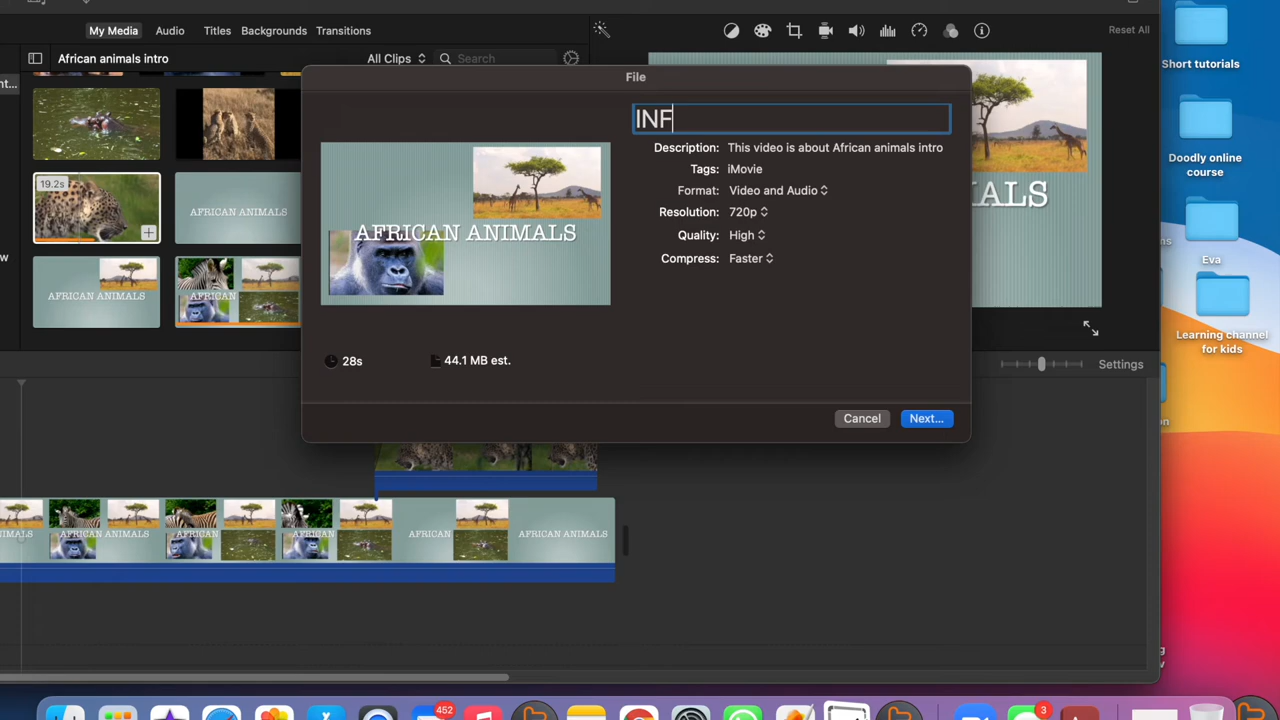 My Media Audio Titles Backgrounds Transitions
Reset All
African animals intro All Clips Search
File
INF
Description: This video is about African animals intro
Tags: iMovie
Format: Video and Audio
Resolution: 720p
Quality: High
Compress: Faster
19.2s
AFRICAN ANIMALS
AFRICAN ANIMALS
AFRICAN
AFRICAN ANIMALS
ALS
28s
44.1 MB est.
Cancel Next...
Settings
AFRICAN ANIMALS
AFRICAN
AFRICAN
AFRICAN
AFRICAN
AFRICAN ANIMALS
Short tutorials
Doodly online
course
Eva
Learning channel
for kids
452
3